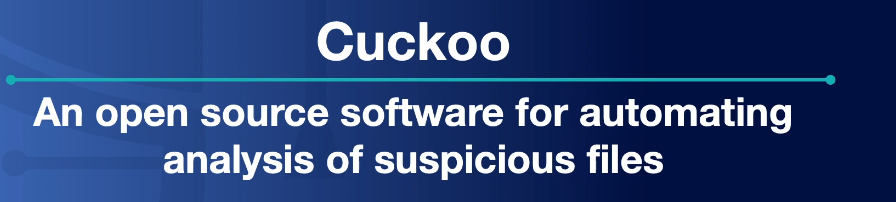 Cuckoo
An open source software for automating
analysis of suspicious files